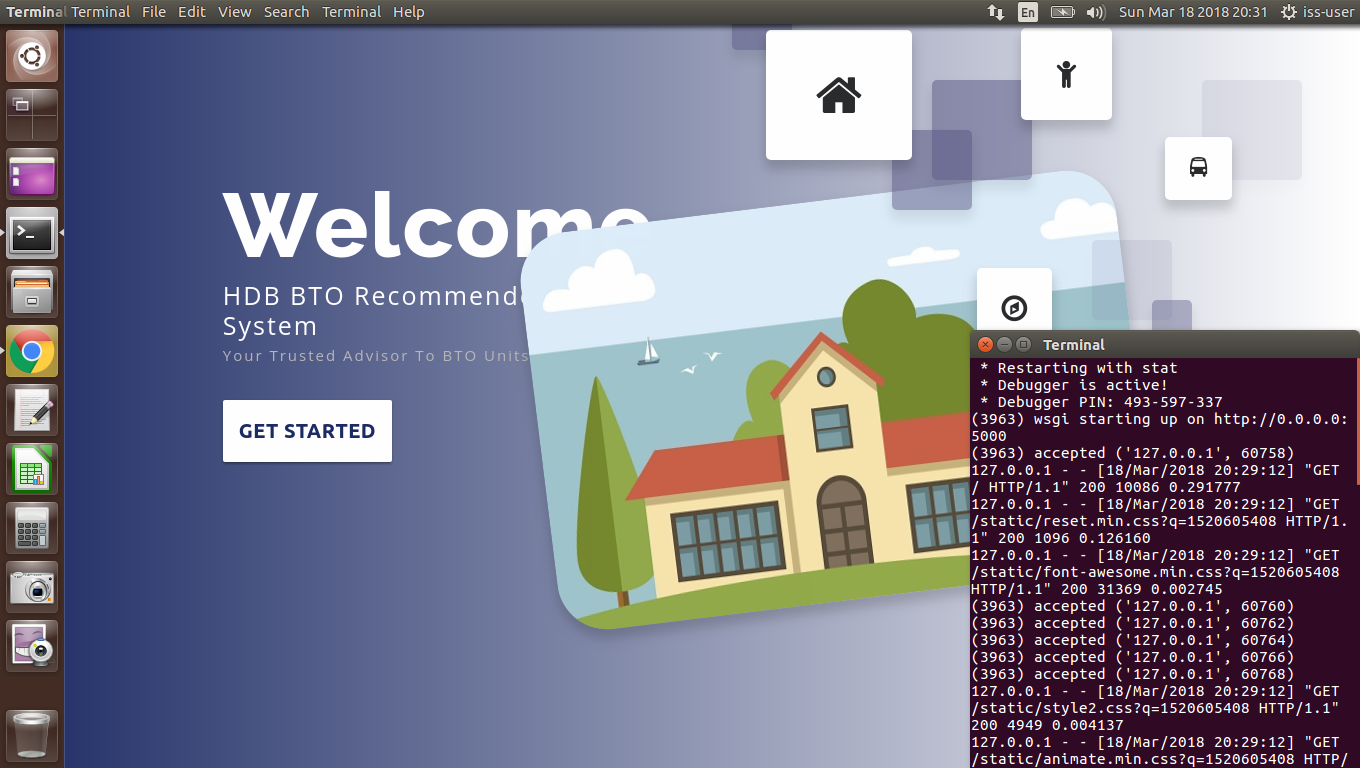 Terminal Terminal File Edit View Search Terminal Help
En
Sun Mar 18 2018 20:31
iss-user
Welcome
HDB BTO Recommende
System
Your Trusted Advisor To BTO Units
GET STARTED
Terminal
* Restarting with stat
* Debugger is active!
* Debugger PIN: 493-597-337
(3963) wsgi starting up on http://0.0.0.0:
5000
(3963) accepted ('127.0.0.1', 60758)
127.0.0.1 - - [18/Mar/2018 20:29:12] "GET
/ HTTP/1.1" 200 10086 0.291777
127.0.0.1 - - [18/Mar/2018 20:29:12] "GET
/static/reset.min.css?q=1520605408 HTTP/1.
1" 200 1096 0.126160
127.0.0.1 - - [18/Mar/2018 20:29:12] "GET
/static/font-awesome.min.css?q=1520605408
HTTP/1.1" 200 31369 0.002745
(3963) accepted ('127.0.0.1', 60760)
(3963) accepted ('127.0.0.1', 60762)
(3963) accepted ('127.0.0.1', 60764)
(3963) accepted ('127.0.0.1', 60766)
(3963) accepted ('127.0.0.1', 60768)
127.0.0.1 - - [18/Mar/2018 20:29:12] "GET
/static/style2.css?q=1520605408 HTTP/1.1"
200 4949 0.004137
127.0.0.1 - - [18/Mar/2018 20:29:12] "GET
/static/animate.min.css?q=1520605408 HTTP/